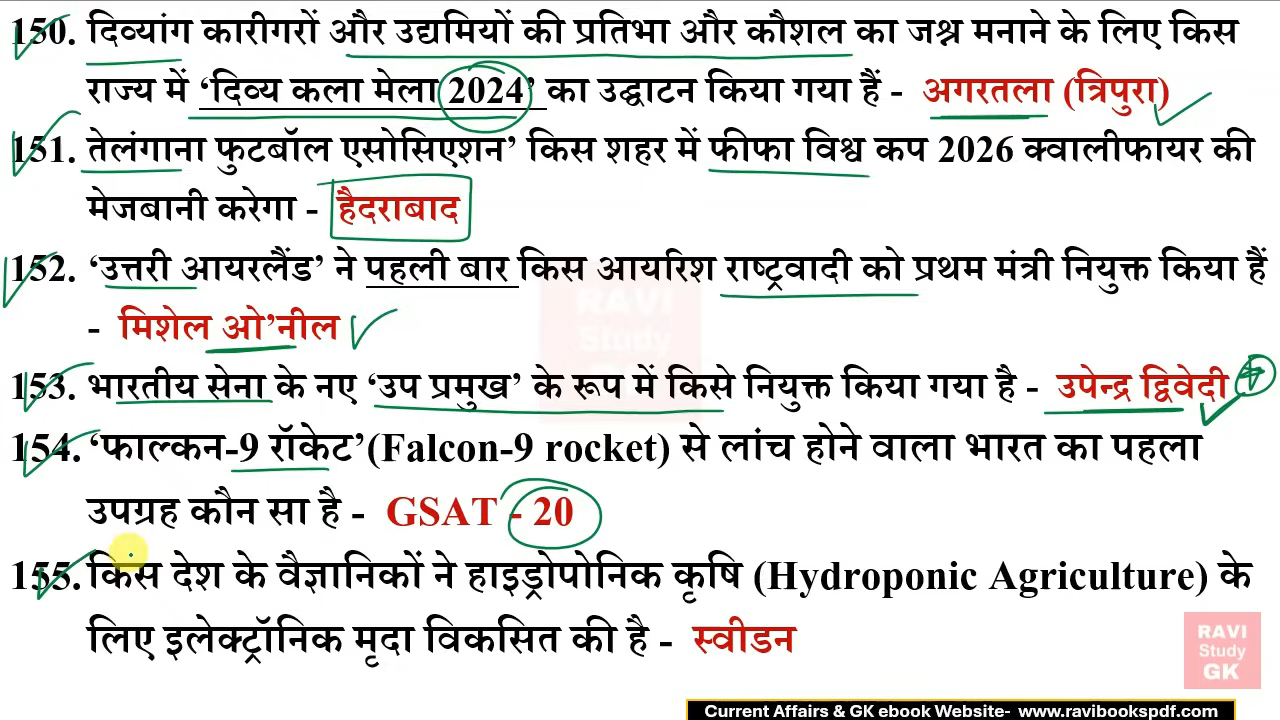 150. दिव्यांग कारीगरों और उद्यमियों की प्रतिभा और कौशल का जश्न मनाने के लिए किस
राज्य में ‘दिव्य कला मेला 2024’ का उद्घाटन किया गया हैं - अगरतला (त्रिपुरा)
151. तेलंगाना फुटबॉल एसोसिएशन’ किस शहर में फीफा विश्व कप 2026 क्वालीफायर की
मेजबानी करेगा - हैदराबाद
152. ‘उत्तरी आयरलैंड’ ने पहली बार किस आयरिश राष्ट्रवादी को प्रथम मंत्री नियुक्त किया हैं
- मिशेल ओ’नील
153. भारतीय सेना के नए ‘उप प्रमुख’ के रूप में किसे नियुक्त किया गया है - उपेन्द्र द्विवेदी
154. ‘फाल्कन-9 रॉकेट’(Falcon-9 rocket) से लांच होने वाला भारत का पहला
उपग्रह कौन सा है - GSAT - 20
155. किस देश के वैज्ञानिकों ने हाइड्रोपोनिक कृषि (Hydroponic Agriculture) के
लिए इलेक्ट्रॉनिक मृदा विकसित की है - स्वीडन
RAVI
Study
RAVI
Study
GK
Current Affairs & GK ebook Website- www.ravibookspdf.com